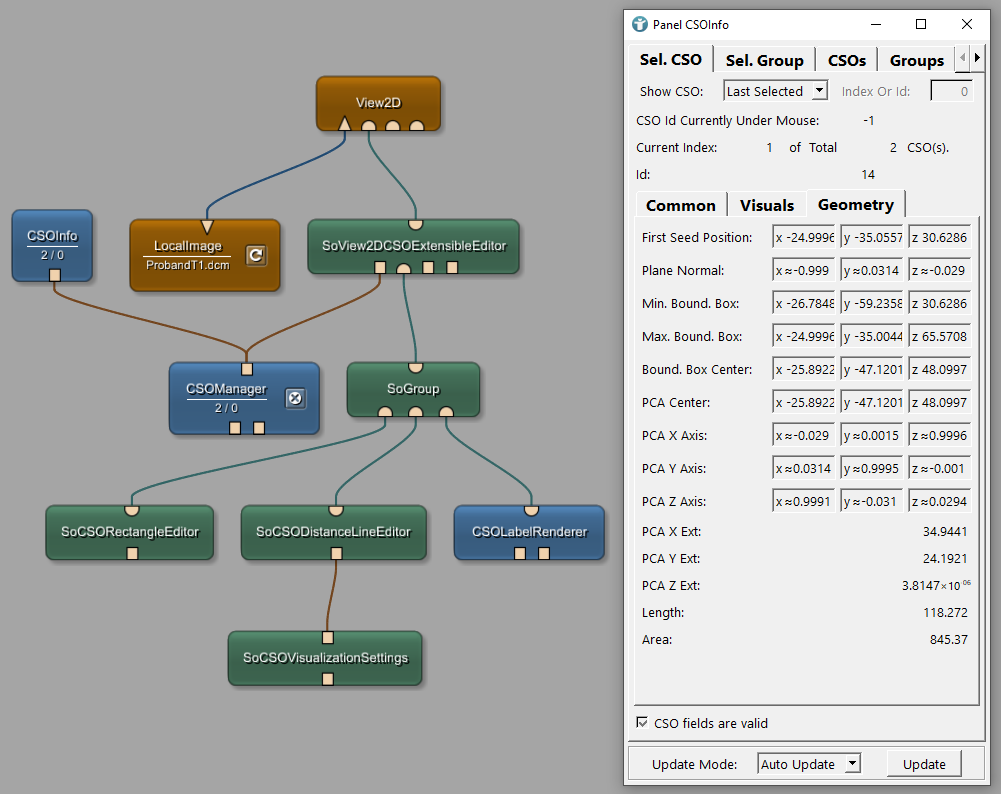 View2D
CSOInfo
2 / 0
LocalImage
ProbandT1.dcm
SoView2DCSOExtensibleEditor
CSOManager
2 / 0
SoGroup
SoCSORectangleEditor
SoCSODistanceLineEditor
CSOLabelRenderer
SoCSOVisualizationSettings
Panel CSOInfo
Sel. CSO Sel. Group CSOs Groups
Show CSO: Last Selected Index Or Id: 0
CSO Id Currently Under Mouse: -1
Current Index: 1 of Total 2 CSO(s).
Id: 14
Common Visuals Geometry
First Seed Position: x -24.9996 y -35.0557 z 30.6286
Plane Normal: x ≈-0.999 y ≈0.0314 z ≈-0.029
Min. Bound. Box: x -26.7848 y -59.2358 z 30.6286
Max. Bound. Box: x -24.9996 y -35.0044 z 65.5708
Bound. Box Center: x -25.8922 y -47.1201 z 48.0997
PCA Center: x -25.8922 y -47.1201 z 48.0997
PCA X Axis: x ≈-0.029 y ≈0.0015 z ≈0.9996
PCA Y Axis: x ≈0.0314 y ≈0.9995 z ≈-0.001
PCA Z Axis: x ≈0.9991 y ≈-0.031 z ≈0.0294
PCA X Ext: 34.9441
PCA Y Ext: 24.1921
PCA Z Ext: 3.8147×10⁻⁰⁶
Length: 118.272
Area: 845.37
CSO fields are valid
Update Mode: Auto Update Update